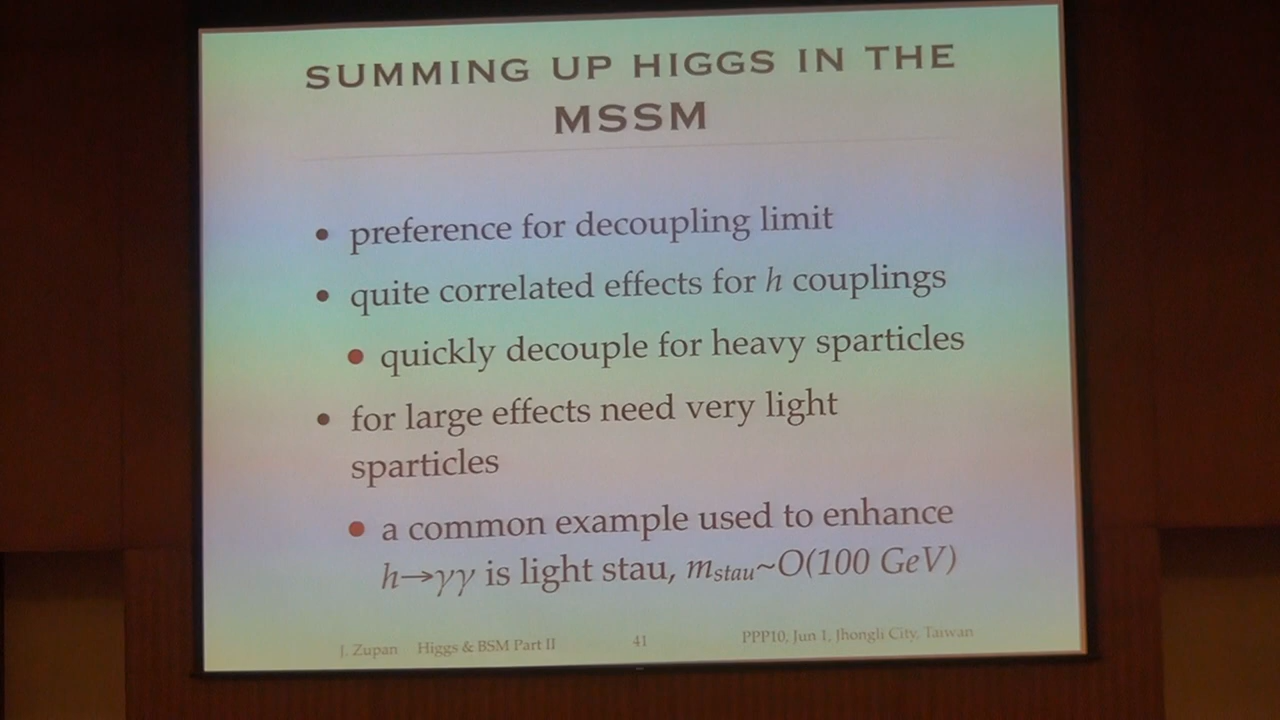 SUMMING UP HIGGS IN THE
MSSM
• preference for decoupling limit
• quite correlated effects for h couplings
• quickly decouple for heavy sparticles
• for large effects need very light
sparticles
• a common example used to enhance
h→γγ is light stau, mstau~O(100 GeV)
J. Zupan Higgs & BSM Part II 41 PPP10, Jun 1, Jhongli City, Taiwan